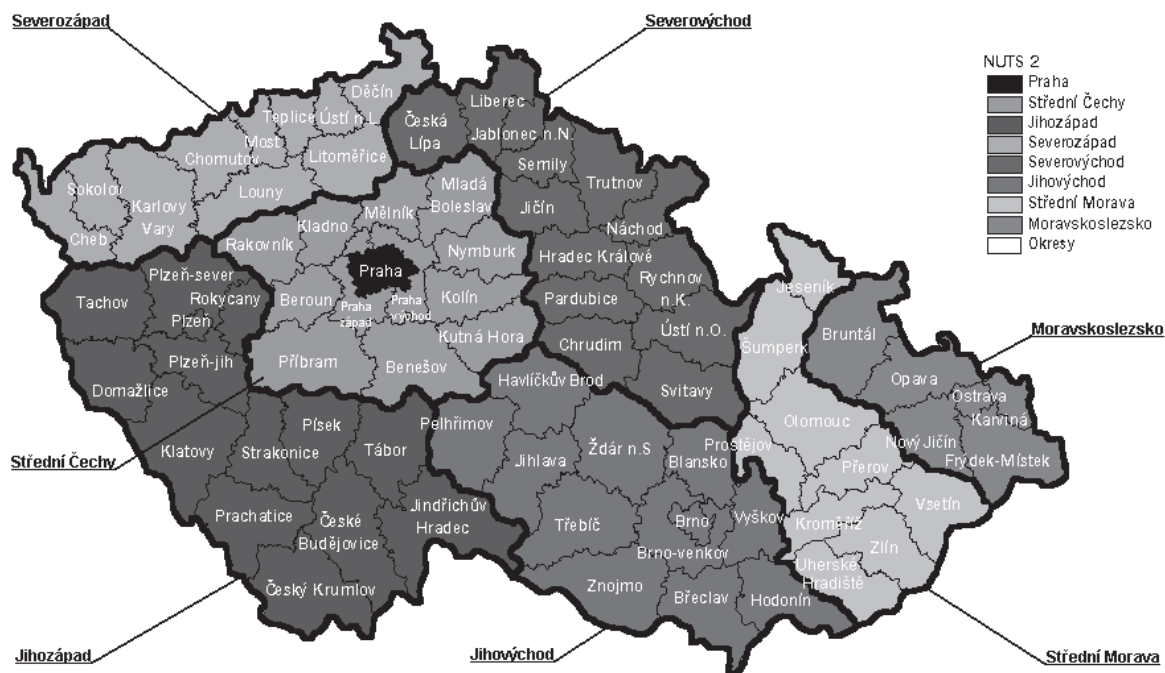 Severozápad
Severovýchod
NUTS 2
Praha
Střední Čechy
Jihozápad
Severozápad
Severovýchod
Jihovýchod
Střední Morava
Moravskoslezsko
Okresy
Děčín
Teplice
Ústí n.L.
Most
Chomutov
Litoměřice
Louny
Sokolov
Karlovy
Vary
Cheb
Česká
Lípa
Liberec
Jablonec n.N.
Semily
Trutnov
Jičín
Náchod
Hradec Králové
Rychnov
n.K.
Pardubice
Ústí n.O.
Chrudim
Svitavy
Mladá
Boleslav
Mělník
Kladno
Rakovník
Nymburk
Praha
Beroun
Praha
západ
Praha
východ
Kolín
Kutná Hora
Příbram
Benešov
Plzeň-sever
Rokycany
Tachov
Plzeň
Plzeň-jih
Domažlice
Klatovy
Písek
Strakonice
Tábor
Prachatice
České
Budějovice
Jindřichův
Hradec
Český Krumlov
Havlíčkův Brod
Pelhřimov
Jihlava
Ždár n.S
Blansko
Třebíč
Brno
Vyškov
Brno-venkov
Znojmo
Břeclav
Hodonín
Jeseník
Šumperk
Olomouc
Prostějov
Přerov
Kroměříž
Vsetín
Zlín
Uherské
Hradiště
Bruntál
Opava
Ostrava
Karviná
Nový Jičín
Frýdek-Místek
Moravskoslezsko
Střední Čechy
Jihozápad
Jihovýchod
Střední Morava